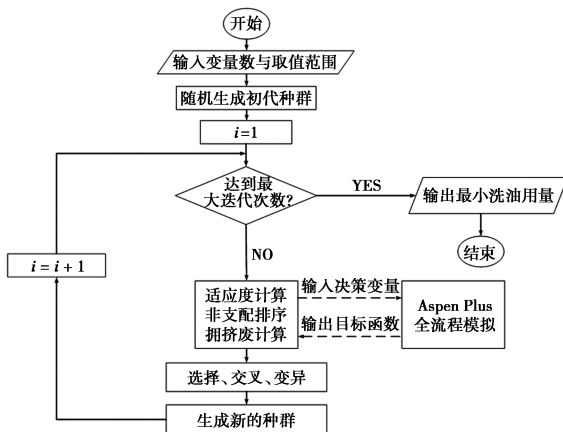 开始
输入变量数与取值范围
随机生成初代种群
i=1
达到最
大迭代次数?
YES
输出最小洗油用量
结束
NO
i = i + 1
适应度计算
非支配排序
拥挤废计算
输入决策变量
输出目标函数
Aspen Plus
全流程模拟
选择、交叉、变异
生成新的种群